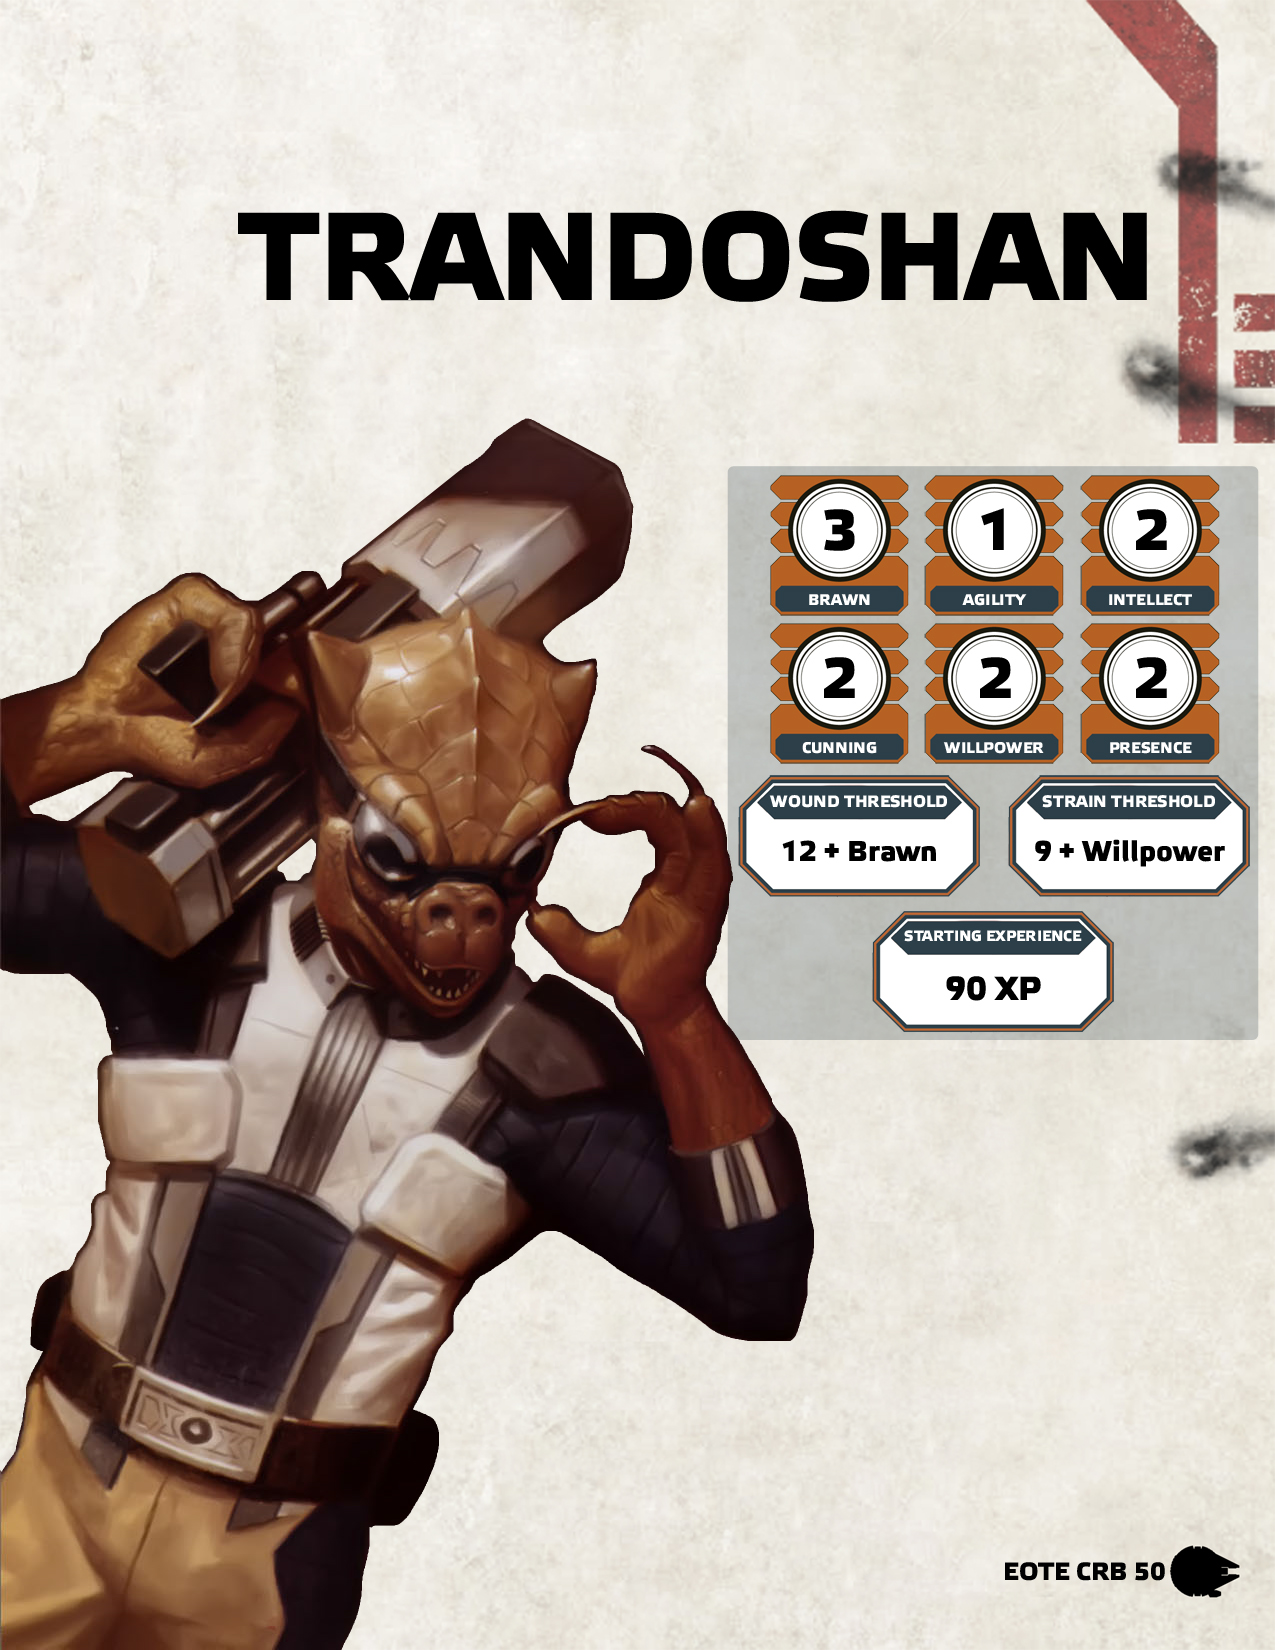 TRANDOSHAN
3 1 2
BRAWN AGILITY INTELLECT
2 2 2
CUNNING WILLPOWER PRESENCE
WOUND THRESHOLD STRAIN THRESHOLD
12 + Brawn 9 + Willpower
STARTING EXPERIENCE
90 XP
EOTE CRB 50